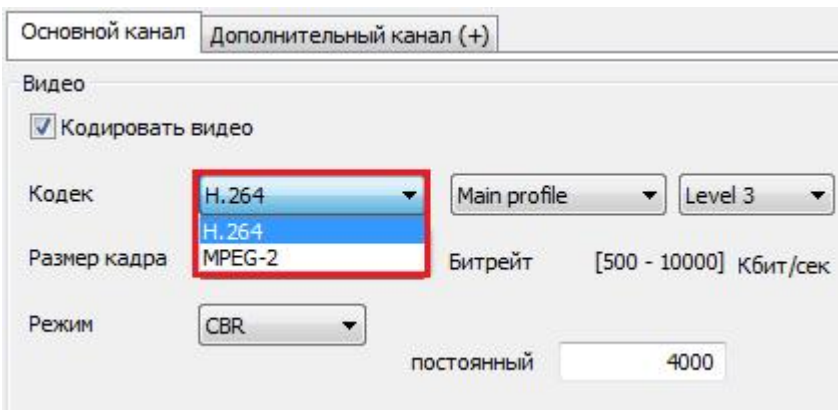 Основной канал Дополнительный канал (+)
Видео
Кодировать видео
Кодек H.264 Main profile Level 3
H.264
Размер кадра MPEG-2 Битрейт [500 - 10000] Кбит/сек
Режим CBR
постоянный 4000